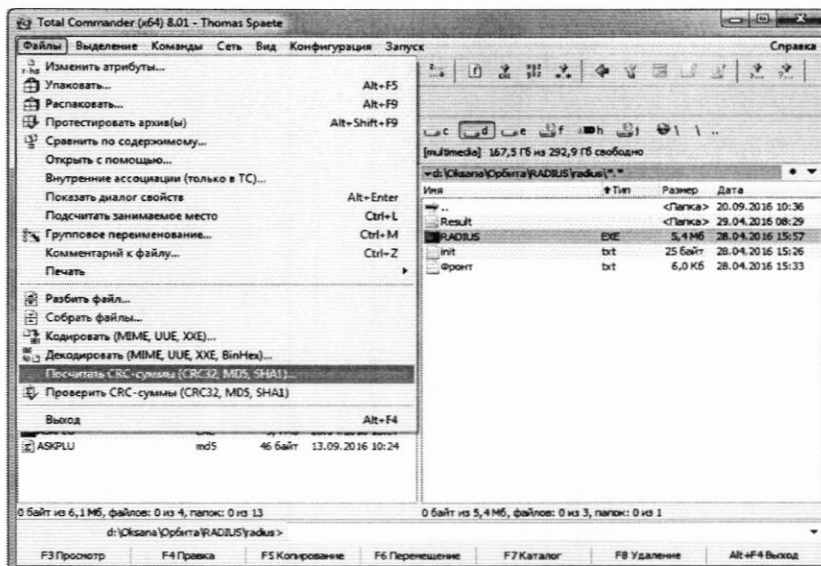 Total Commander (x64) 8.01 - Thomas Spaete
Файлы Выделение Команды Сеть Вид Конфигурация Запуск Справка
Изменить атрибуты...
Упаковать... Alt+F5
Распаковать... Alt+F9
Протестировать архив(ы) Alt+Shift+F9
Сравнить по содержимому...
Открыть с помощью...
Внутренние ассоциации (только в TC)...
Показать диалог свойств Alt+Enter
Подсчитать занимаемое место Ctrl+L
Групповое переименование... Ctrl+M
Комментарий к файлу... Ctrl+Z
Печать
Разбить файл...
Собрать файлы...
Кодировать (MIME, UUE, XXE)...
Декодировать (MIME, UUE, XXE, BinHex)...
Посчитать CRC-суммы (CRC32, MD5, SHA1)...
Проверить CRC-суммы (CRC32, MD5, SHA1)
Выход Alt+F4
ASKPLU md5 46 байт 13.09.2016 10:24
0 байт из 6,1 Мб, файлов: 0 из 4, папок: 0 из 13
c d e f h j \ \ ..
[multimedia] 167,5 Гб из 292,9 Гб свободно
d:\Oksana\Орбита\RADIUS\radius\*.*
Имя Тип Размер Дата
.. <Папка> 20.09.2016 10:36
Result <Папка> 29.04.2016 08:29
RADIUS EXE 5,4 Мб 28.04.2016 15:57
init txt 25 байт 28.04.2016 15:26
Фронт txt 6,0 Кб 28.04.2016 15:33
0 байт из 5,4 Мб, файлов: 0 из 3, папок: 0 из 1
d:\Oksana\Орбита\RADIUS\radius>
F3 Просмотр F4 Правка F5 Копирование F6 Перемещение F7 Каталог F8 Удаление Alt+F4 Выход